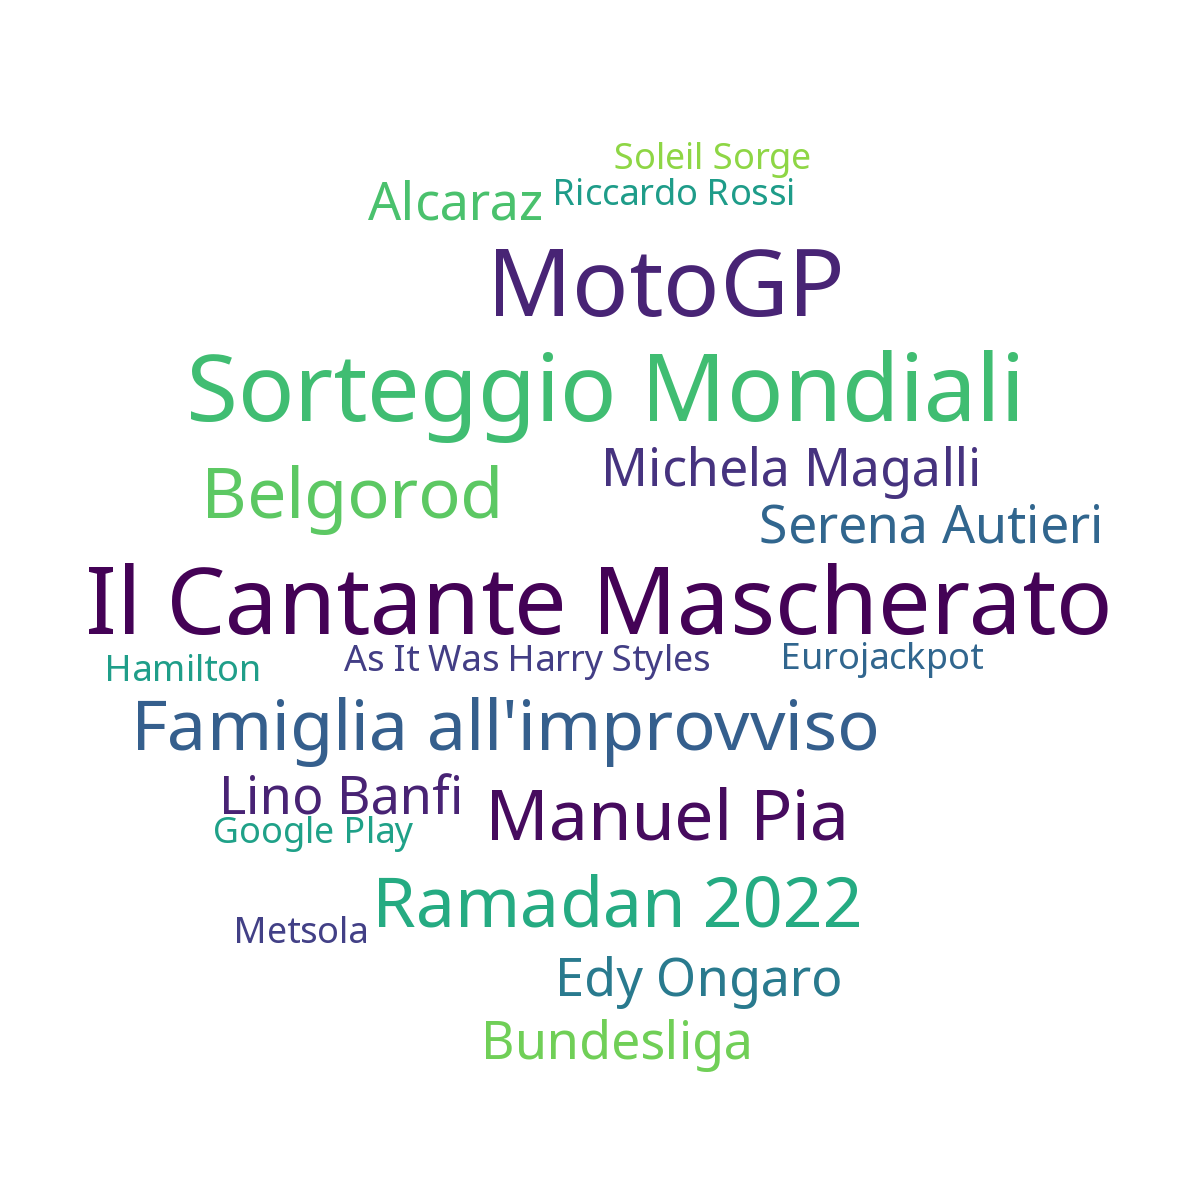 Soleil Sorge
Alcaraz
Riccardo Rossi
MotoGP
Sorteggio Mondiali
Michela Magalli
Belgorod
Serena Autieri
Il Cantante Mascherato
Hamilton
As It Was Harry Styles
Eurojackpot
Famiglia all'improvviso
Lino Banfi
Manuel Pia
Google Play
Ramadan 2022
Metsola
Edy Ongaro
Bundesliga